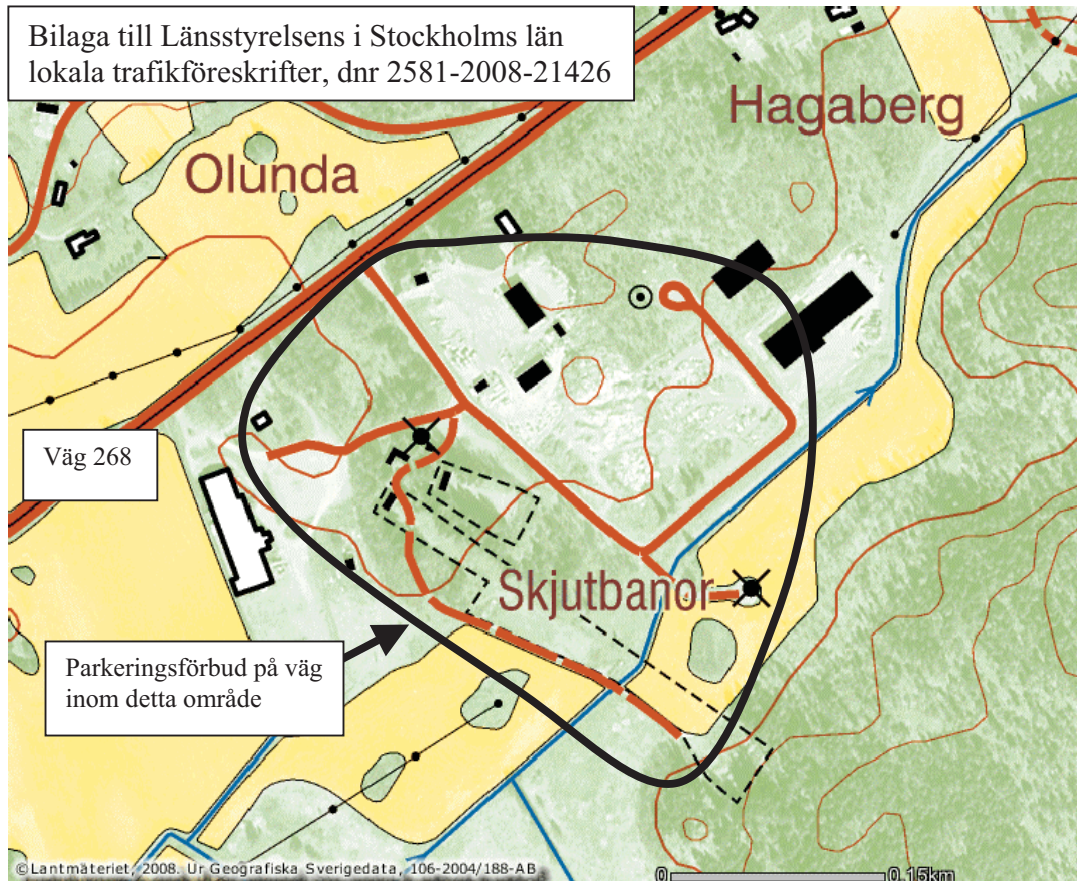 Bilaga till Länsstyrelsens i Stockholms län
lokala trafikföreskrifter, dnr 2581-2008-21426
Hagaberg
Olunda
Väg 268
Skjutbanor
Parkeringsförbud på väg
inom detta område
©Lantmäteriet, 2008. Ur Geografiska Sverigedata, 106-2004/188-AB
0 0.15km